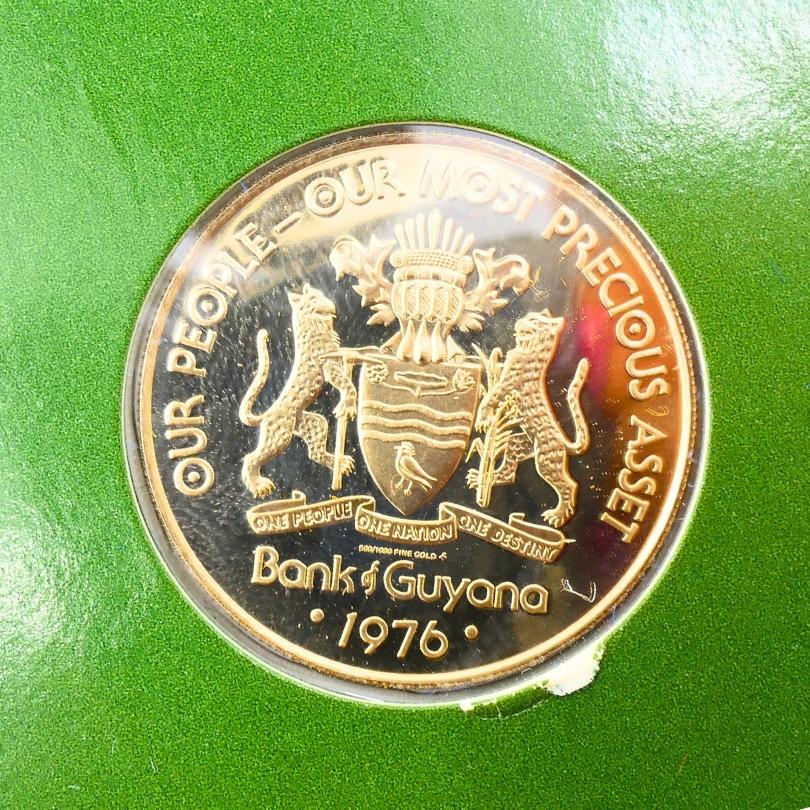 OUR PEOPLE – OUR MOST PRECIOUS ASSET
ONE PEOPLE ONE NATION ONE DESTINY
500/1000 FINE GOLD
Bank of Guyana
• 1976 •